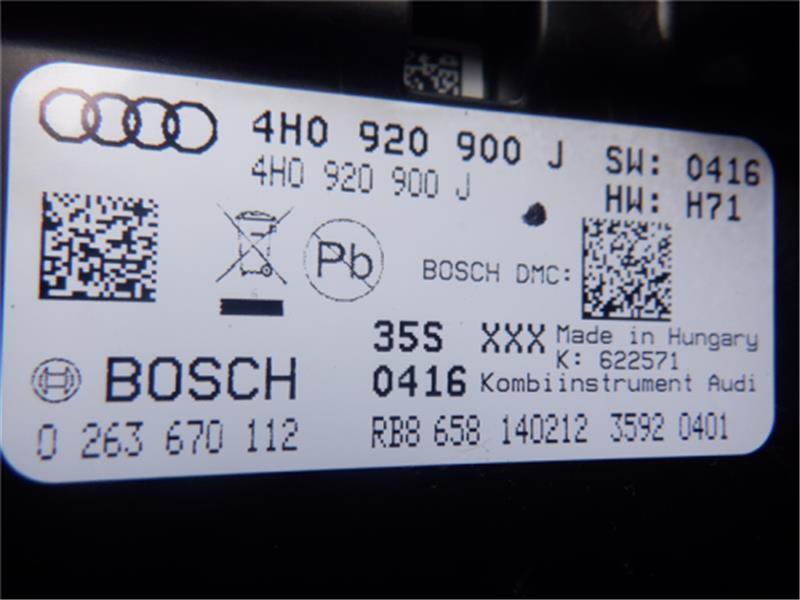 4H0 920 900 J SW: 0416
4H0 920 900 J HW: H71
Pb
BOSCH DMC:
35S XXX Made in Hungary
K: 622571
BOSCH 0416 Kombiinstrument Audi
0 263 670 112 RB8 658 140212 3592 0401